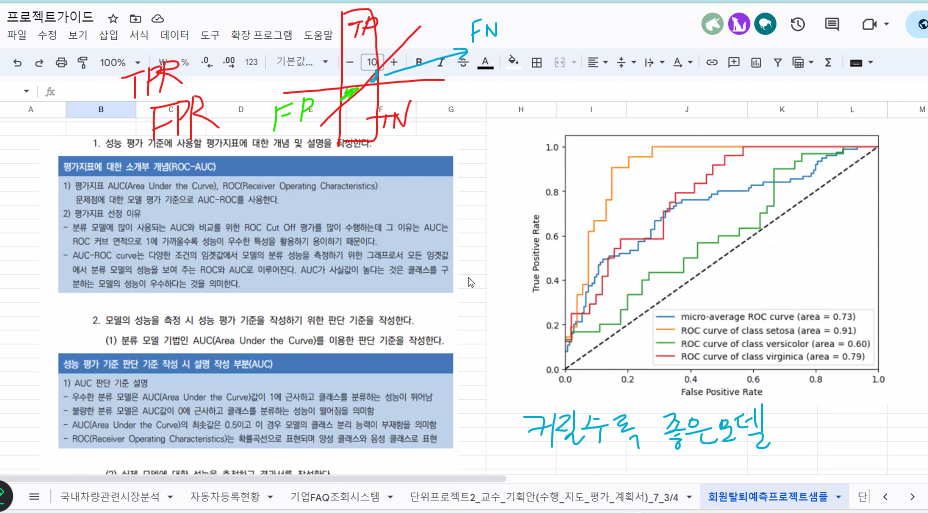 프로젝트가이드
파일 수정 보기 삽입 서식 데이터 도구 확장 프로그램 도움말
100% % .0 .00 123 기본값... 10 B I S A
fx
A B C D E F G H I J K L M
TP
FN
TPR
FPR
FP
TN
1. 성능 평가 기준에 사용할 평가지표에 대한 개념 및 설명을 작성한다.
평가지표에 대한 소개부 개념(ROC-AUC)
1) 평가지표 AUC(Area Under the Curve), ROC(Receiver Operating Characteristics)
문제점에 대한 모델 평가 기준으로 AUC-ROC를 사용한다.
2) 평가지표 선정 이유
- 분류 모델에 많이 사용되는 AUC와 비교를 위한 ROC Cut Off 평가를 많이 수행하는데 그 이유는 AUC는
ROC 커브 면적으로 1에 가까울수록 성능이 우수한 특성을 활용하기 용이하기 때문이다.
- AUC-ROC curve는 다양한 조건의 임곗값에서 모델의 분류 성능을 측정하기 위한 그래프로서 모든 임곗값
에서 분류 모델의 성능을 보여 주는 ROC와 AUC로 이루어진다. AUC가 사실값이 높다는 것은 클래스를 구
분하는 모델의 성능이 우수하다는 것을 의미한다.
2. 모델의 성능을 측정 시 성능 평가 기준을 작성하기 위한 판단 기준을 작성한다.
(1) 분류 모델 기법인 AUC(Area Under the Curve)를 이용한 판단 기준을 작성한다.
성능 평가 기준 판단 기준 작성 시 설명 작성 부분(AUC)
1) AUC 판단 기준 설명
- 우수한 분류 모델은 AUC(Area Under the Curve)값이 1에 근사하고 클래스를 분류하는 성능이 뛰어남
- 불량한 분류 모델은 AUC값이 0에 근사하고 클래스를 분류하는 성능이 떨어짐을 의미함
- AUC(Area Under the Curve)의 최솟값은 0.5이고 이 경우 모델의 클래스 분리 능력이 부재함을 의미함
- ROC(Receiver Operating Characteristics)는 확률곡선으로 표현되며 양성 클래스와 음성 클래스로 표현
(2) 실제 모델에 대한 성능을 측정하고 결과서를 작성한다.
True Positive Rate
1.0
0.8
0.6
0.4
0.2
0.0
0.0 0.2 0.4 0.6 0.8 1.0
False Positive Rate
micro-average ROC curve (area = 0.73)
ROC curve of class setosa (area = 0.91)
ROC curve of class versicolor (area = 0.60)
ROC curve of class virginica (area = 0.79)
커질수록 좋은모델
국내차량관련시장분석 자동차등록현황 기업FAQ조회시스템 단위프로젝트2_교수_기획안(수행_지도_평가_계획서)_7_3/4 회원탈퇴예측프로젝트샘플 단